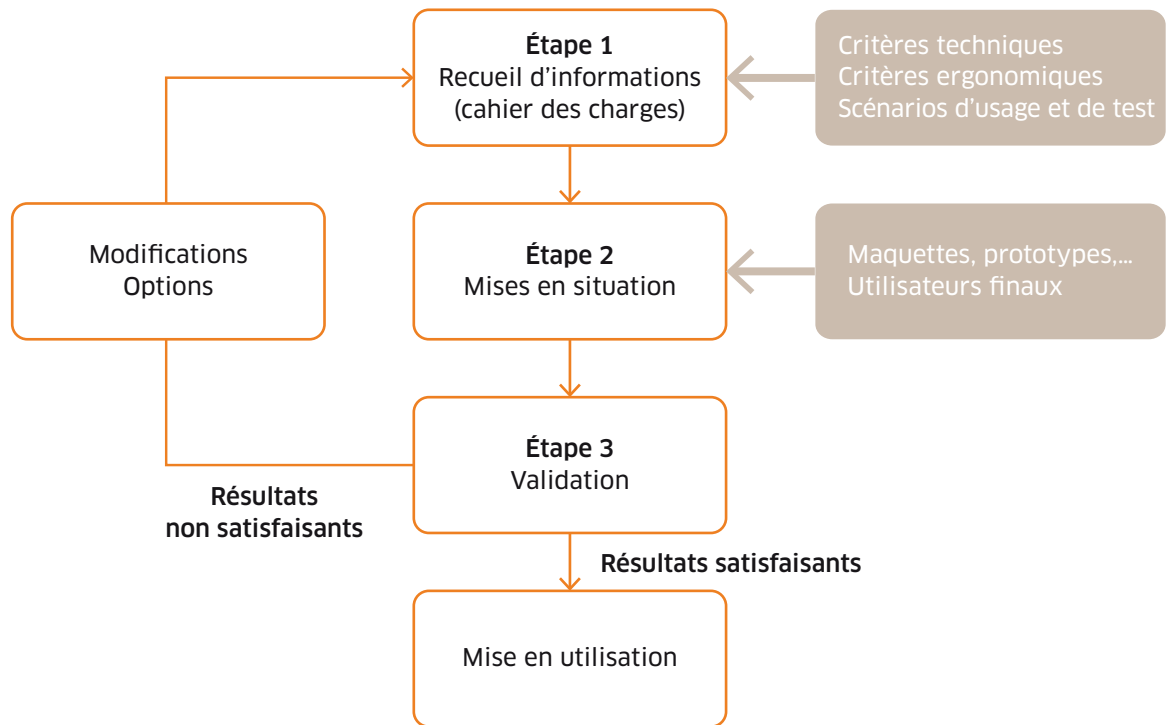 Étape 1
Recueil d’informations
(cahier des charges)
Critères techniques
Critères ergonomiques
Scénarios d’usage et de test
Modifications
Options
Étape 2
Mises en situation
Maquettes, prototypes,...
Utilisateurs finaux
Étape 3
Validation
Résultats
non satisfaisants
Résultats satisfaisants
Mise en utilisation